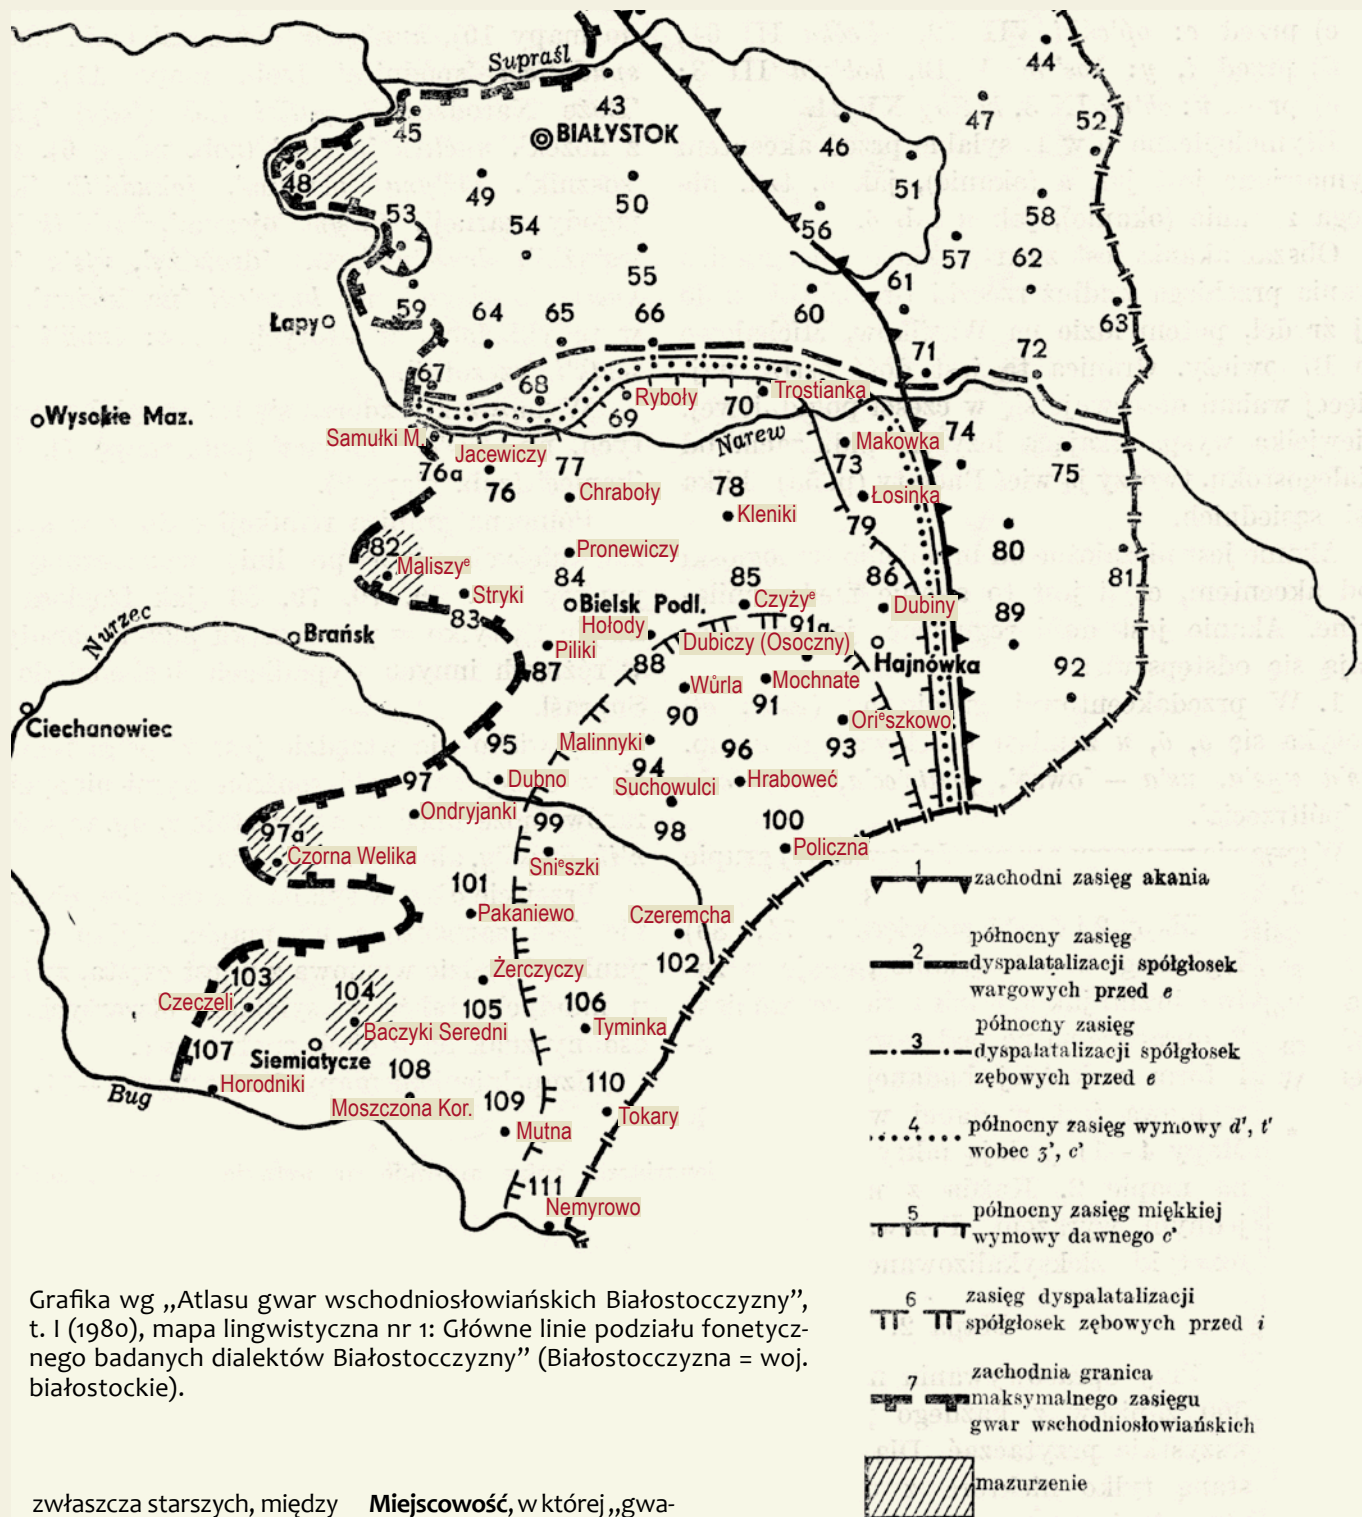 Supraśl
44
43
BIAŁYSTOK
45
46
47
52
48
49
50
51
53
54
56
58
2
55
57
62
61
59
64
65
66
60
63
Łapy
71
72
67
68
Ryboły
Trostianka
69
70
Wysokie Maz.
Samułki M.
Narew
Makowka
74
Jacewiczy
73
75
76a
76
77
Chraboły
78
Kleniki
Łosinka
79
80
81
82
Maliszyᵉ
Pronewiczy
84
85
86
Stryki
Bielsk Podl.
Czyżyᵉ
Dubiny
89
83
Hołody
91a
Nurzec
Brańsk
Piliki
88
Dubiczy (Osoczny)
Hajnówka
87
Wůrla
Mochnate
92
90
91
Oriᵉszkowo
Ciechanowiec
95
Malinnyki
96
93
97
Dubno
94
Hraboweć
Suchowulci
Ondryjanki
99
98
100
97a
Czorna Welika
Sniᵉszki
Policzna
101
Pakaniewo
Czeremcha
103
Żerczyczy
102
Czeczeli
104
105
106
Baczyki Seredni
Tyminka
107
Siemiatycze
Horodniki
108
110
Bug
Moszczona Kor.
109
Tokary
Mutna
111
Nemyrowo
1 zachodni zasięg akania
2 północny zasięg
dyspalatalizacji spółgłosek
wargowych przed e
3 północny zasięg
dyspalatalizacji spółgłosek
zębowych przed e
4 północny zasięg wymowy d', t'
wobec ʒ', c'
5 północny zasięg miękkiej
wymowy dawnego c'
6 zasięg dyspalatalizacji
spółgłosek zębowych przed i
7 zachodnia granica
maksymalnego zasięgu
gwar wschodniosłowiańskich
mazurzenie
Grafika wg „Atlasu gwar wschodniosłowiańskich Białostocczyzny”,
t. I (1980), mapa lingwistyczna nr 1: Główne linie podziału fonetycz-
nego badanych dialektów Białostocczyzny” (Białostocczyzna = woj.
białostockie).
zwłaszcza starszych, między
Miejscowość, w której „gwa-